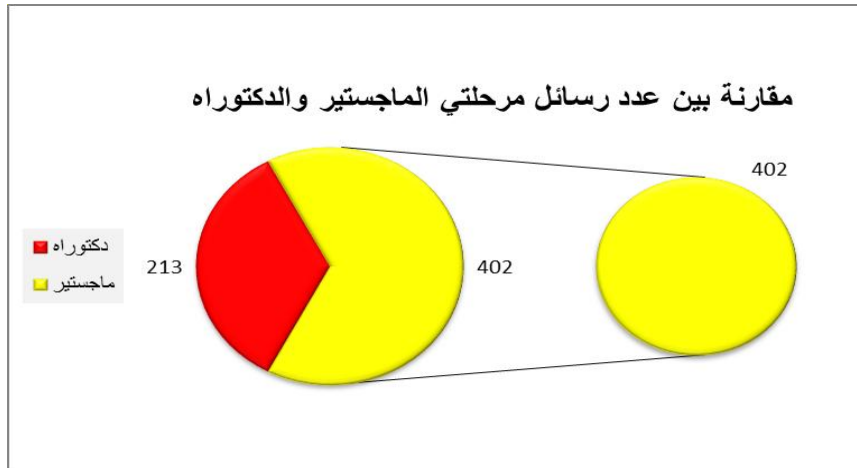 مقارنة بين عدد رسائل مرحلتي الماجستير والدكتوراه
402
دكتوراه
ماجستير
213
402